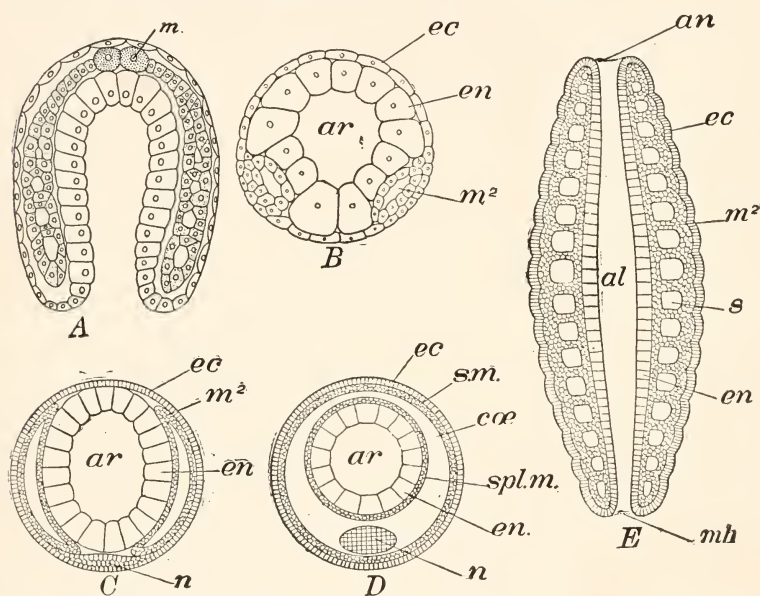 m.
A
ec
en
ar
m²
B
an
ec
m²
al
s
en
E
mh
ec
m²
ar
en
C
n
ec
s.m.
cœ
ar
spl.m.
en.
D
n